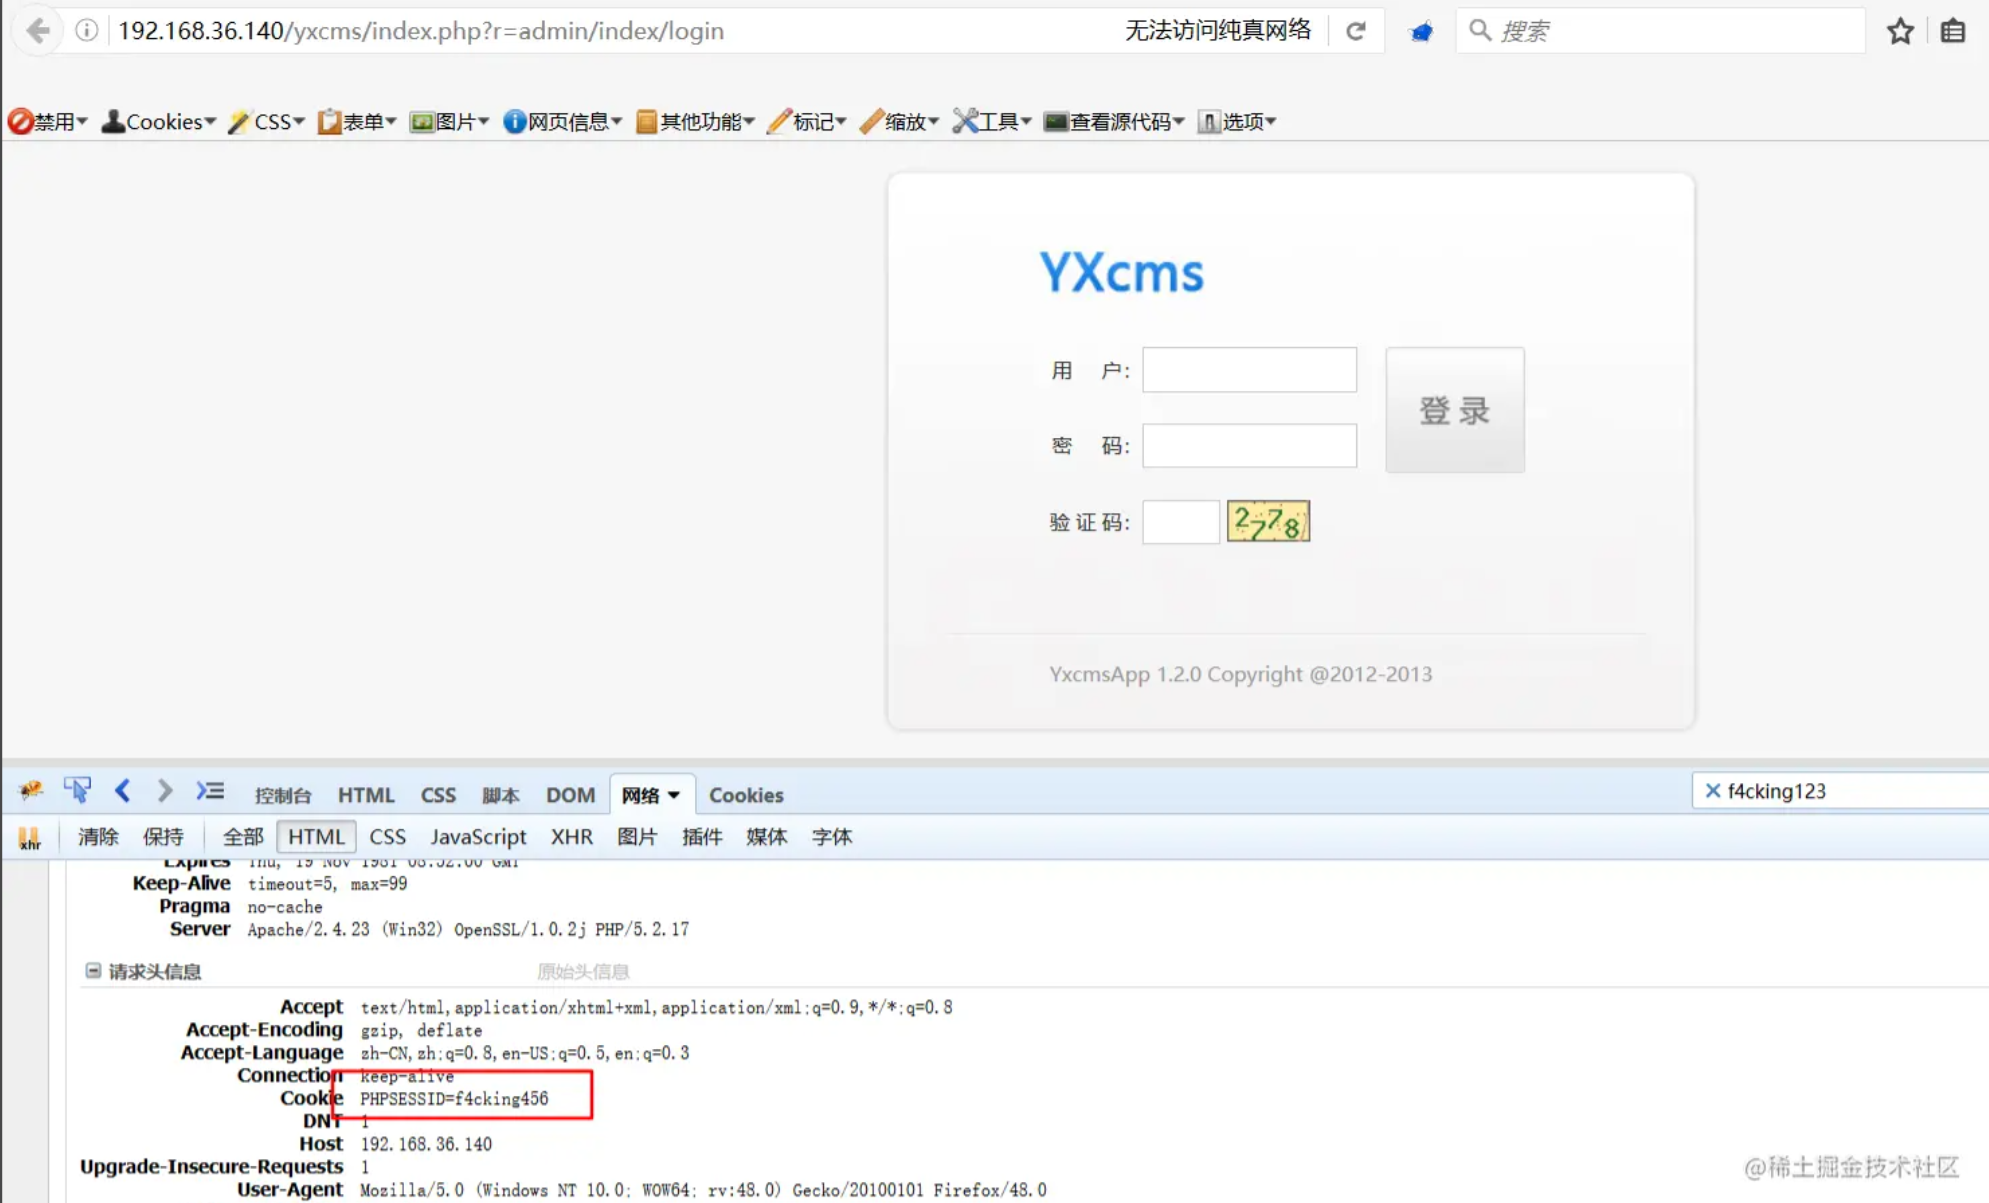 192.168.36.140/yxcms/index.php?r=admin/index/login 无法访问纯真网络 搜索
禁用 Cookies CSS 表单 图片 网页信息 其他功能 标记 缩放 工具 查看源代码 选项
YXcms
用 户:
密 码:
登 录
验 证 码: 2778
YxcmsApp 1.2.0 Copyright @2012-2013
控制台 HTML CSS 脚本 DOM 网络 Cookies f4cking123
xhr 清除 保持 全部 HTML CSS JavaScript XHR 图片 插件 媒体 字体
Expires Thu, 19 Nov 1981 08:52:00 GMT
Keep-Alive timeout=5, max=99
Pragma no-cache
Server Apache/2.4.23 (Win32) OpenSSL/1.0.2j PHP/5.2.17
请求头信息 原始头信息
Accept text/html,application/xhtml+xml,application/xml;q=0.9,*/*;q=0.8
Accept-Encoding gzip, deflate
Accept-Language zh-CN,zh;q=0.8,en-US;q=0.5,en;q=0.3
Connection keep-alive
Cookie PHPSESSID=f4cking456
DNT 1
Host 192.168.36.140
Upgrade-Insecure-Requests 1
User-Agent Mozilla/5.0 (Windows NT 10.0; WOW64; rv:48.0) Gecko/20100101 Firefox/48.0
@稀土掘金技术社区